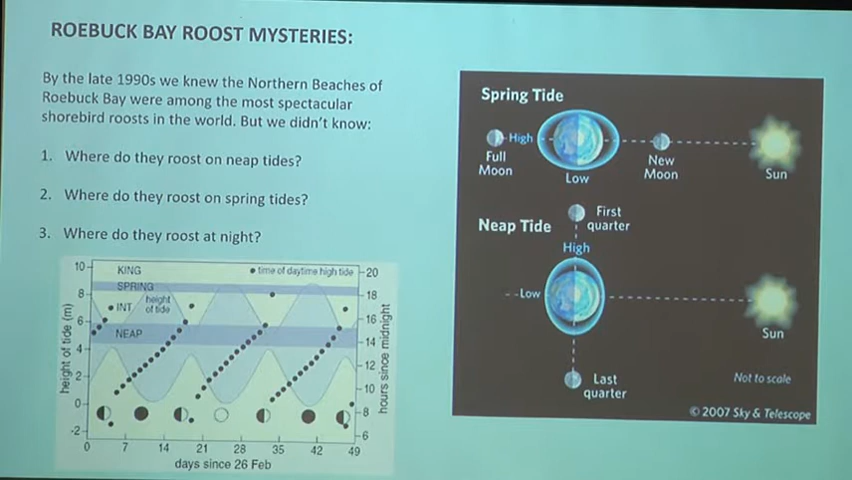 ROEBUCK BAY ROOST MYSTERIES:
By the late 1990s we knew the Northern Beaches of
Roebuck Bay were among the most spectacular
shorebird roosts in the world. But we didn't know:
1. Where do they roost on neap tides?
2. Where do they roost on spring tides?
3. Where do they roost at night?
10
8
6
4
2
0
-2
height of tide (m)
KING
SPRING
INT
height
of tide
NEAP
time of daytime high tide
20
18
16
14
12
10
8
6
hours since midnight
0 7 14 21 28 35 42 49
days since 26 Feb
Spring Tide
High
Full
Moon
Low
New
Moon
Sun
First
quarter
Neap Tide
High
Low
Sun
Last
quarter
Not to scale
© 2007 Sky & Telescope